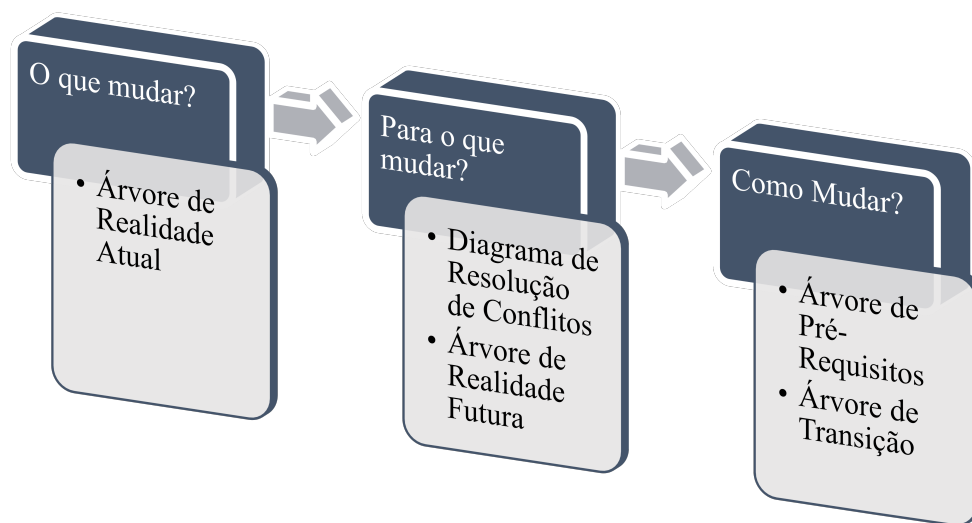 O que mudar?
• Árvore de
Realidade
Atual
Para o que
mudar?
• Diagrama de
Resolução
de Conflitos
• Árvore de
Realidade
Futura
Como Mudar?
• Árvore de
Pré-
Requisitos
• Árvore de
Transição